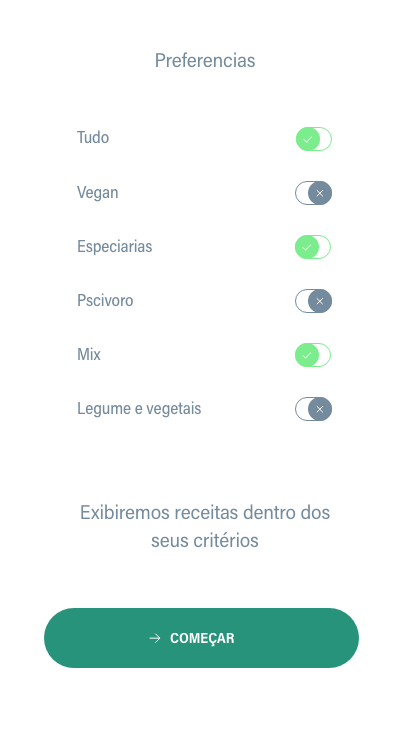 Preferencias
Tudo
Vegan
Especiarias
Pscivoro
Mix
Legume e vegetais
Exibiremos receitas dentro dos
seus critérios
COMEÇAR